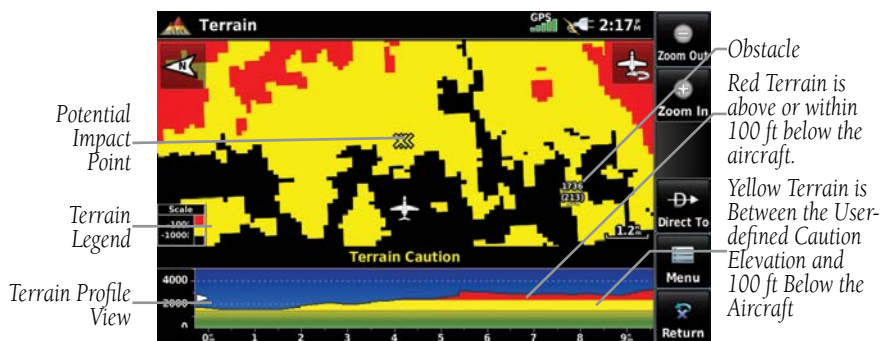 Terrain
GPS
2:17 P M
Zoom Out
Zoom In
Direct To
Menu
Return
N
1736
(213)
Scale
-100'
-1000'
1.2
Terrain Caution
4000
2000
0
0 1 2 3 4 5 6 7 8 9
Potential
Impact
Point
Terrain
Legend
Terrain Profile
View
Obstacle
Red Terrain is
above or within
100 ft below the
aircraft.
Yellow Terrain is
Between the User-
defined Caution
Elevation and
100 ft Below the
Aircraft